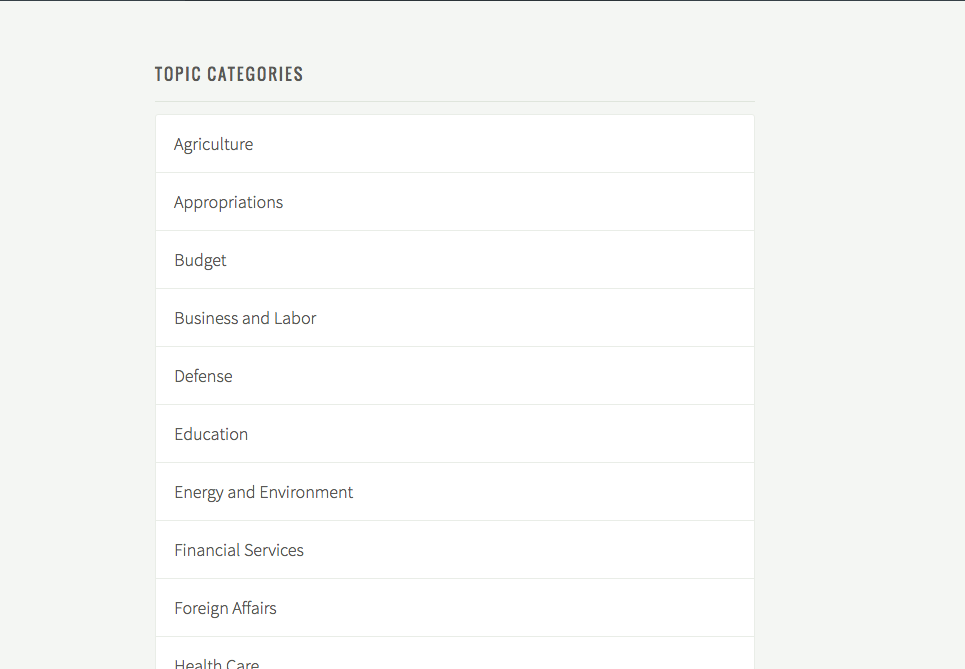 TOPIC CATEGORIES
Agriculture
Appropriations
Budget
Business and Labor
Defense
Education
Energy and Environment
Financial Services
Foreign Affairs
Health Care